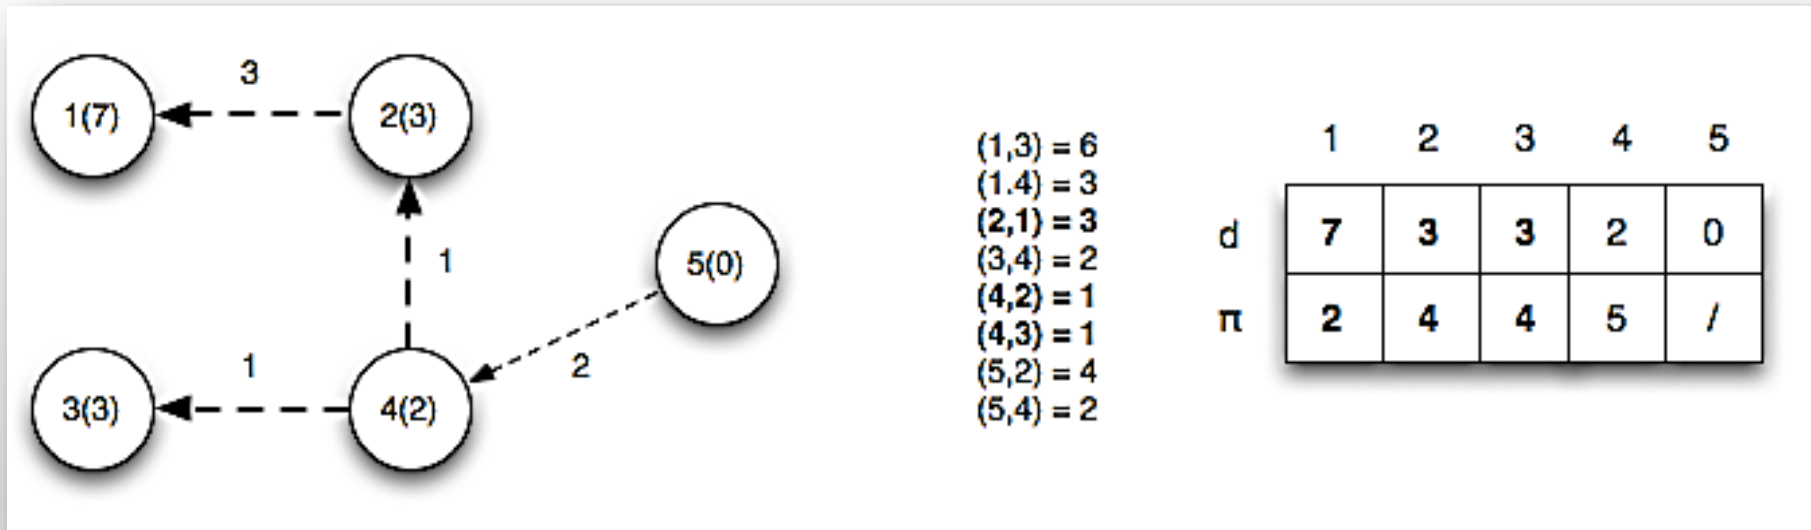 3
1(7) 2(3)
1
5(0)
1 2
3(3) 4(2)
(1,3) = 6
(1.4) = 3
(2,1) = 3
(3,4) = 2
(4,2) = 1
(4,3) = 1
(5,2) = 4
(5,4) = 2
1 2 3 4 5
d 7 3 3 2 0
π 2 4 4 5 /